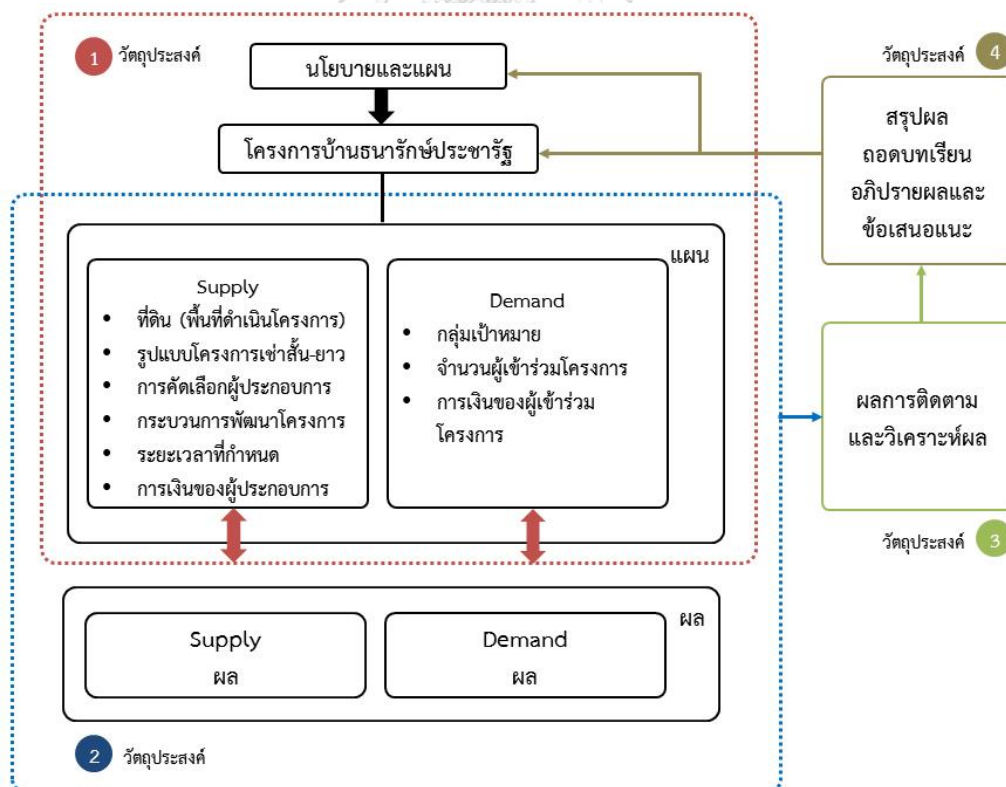 1 วัตถุประสงค์
นโยบายและแผน
โครงการบ้านธนารักษ์ประชารัฐ
แผน
Supply
• ที่ดิน (พื้นที่ดำเนินโครงการ)
• รูปแบบโครงการเช่าสั้น-ยาว
• การคัดเลือกผู้ประกอบการ
• กระบวนการพัฒนาโครงการ
• ระยะเวลาที่กำหนด
• การเงินของผู้ประกอบการ
Demand
• กลุ่มเป้าหมาย
• จำนวนผู้เข้าร่วมโครงการ
• การเงินของผู้เข้าร่วม
โครงการ
ผล
Supply
ผล
Demand
ผล
2 วัตถุประสงค์
วัตถุประสงค์ 4
สรุปผล
ถอดบทเรียน
อภิปรายผลและ
ข้อเสนอแนะ
ผลการติดตาม
และวิเคราะห์ผล
วัตถุประสงค์ 3